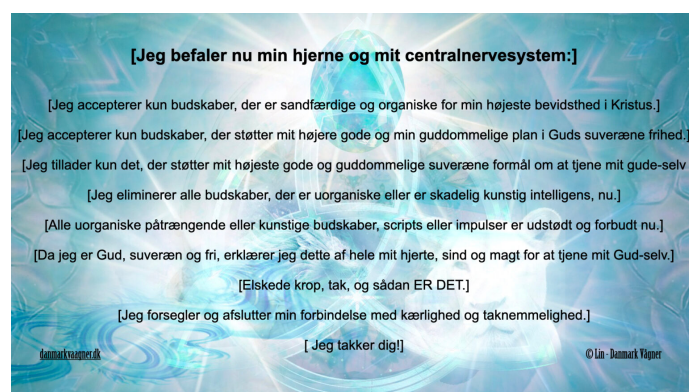 [Jeg befaler nu min hjerne og mit centralnervesystem:]
[Jeg accepterer kun budskaber, der er sandfærdige og organiske for min højeste bevidsthed i Kristus.]
[Jeg accepterer kun budskaber, der støtter mit højere gode og min guddommelige plan i Guds suveræne frihed.]
[Jeg tillader kun det, der støtter mit højeste gode og guddommelige suveræne formål om at tjene mit gude-selv
[Jeg eliminerer alle budskaber, der er uorganiske eller er skadelig kunstig intelligens, nu.]
[Alle uorganiske påtrængende eller kunstige budskaber, scripts eller impulser er udstødt og forbudt nu.]
[Da jeg er Gud, suveræn og fri, erklærer jeg dette af hele mit hjerte, sind og magt for at tjene mit Gud-selv.]
[Elskede krop, tak, og sådan ER DET.]
[Jeg forsegler og afslutter min forbindelse med kærlighed og taknemmelighed.]
[ Jeg takker dig!]
danmarkvaagner.dk
© Lin - Danmark Vågner